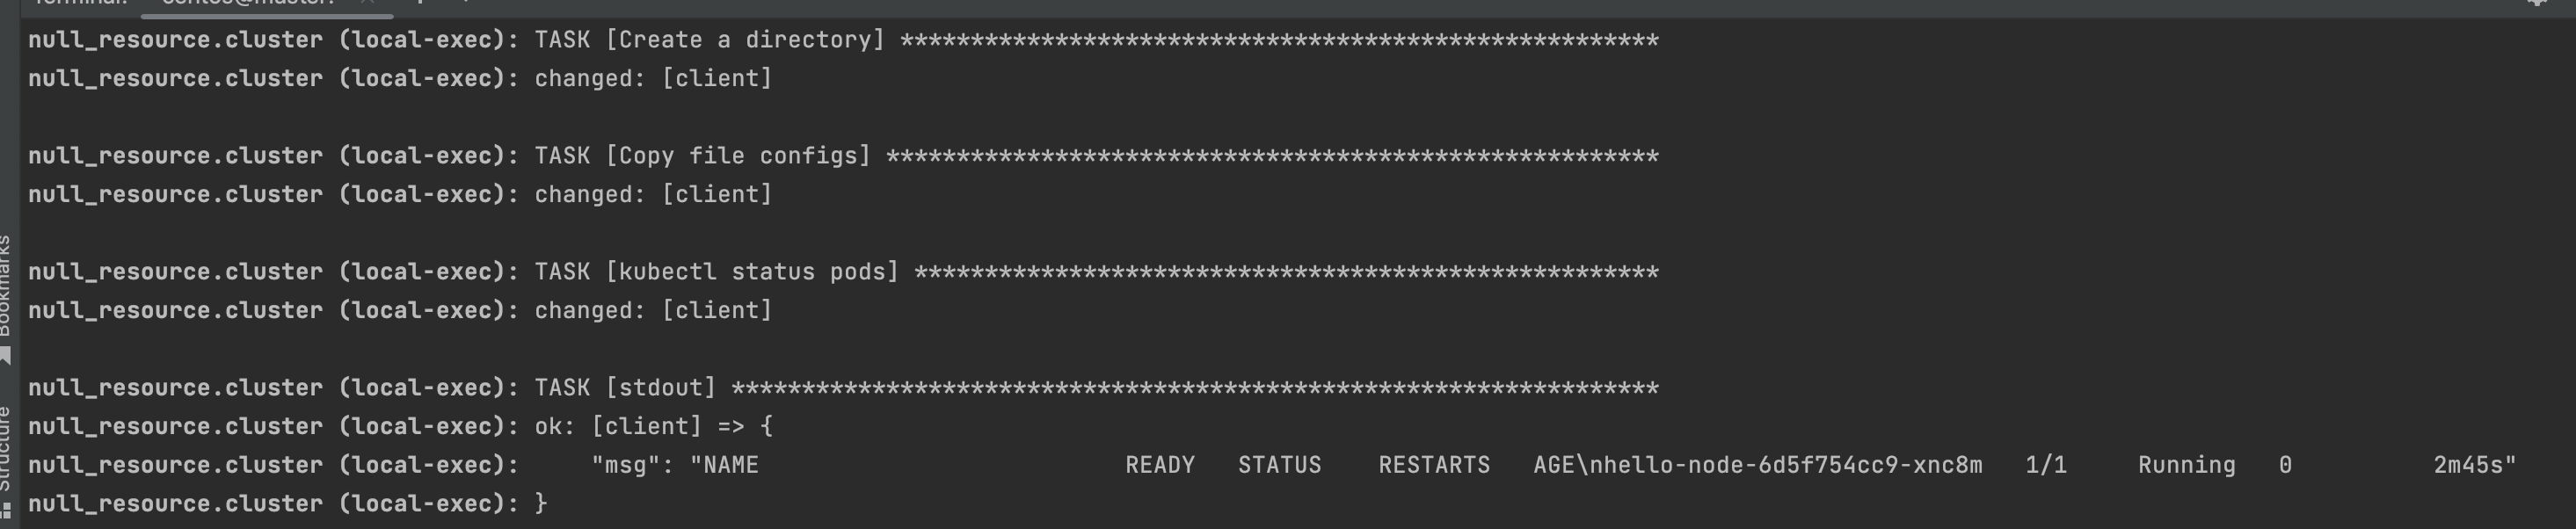 Terminal:
null_resource.cluster (local-exec): TASK [Create a directory] ******************************************************
null_resource.cluster (local-exec): changed: [client]
null_resource.cluster (local-exec): TASK [Copy file configs] *******************************************************
null_resource.cluster (local-exec): changed: [client]
null_resource.cluster (local-exec): TASK [kubectl status pods] *****************************************************
null_resource.cluster (local-exec): changed: [client]
null_resource.cluster (local-exec): TASK [stdout] ******************************************************************
null_resource.cluster (local-exec): ok: [client] => {
null_resource.cluster (local-exec):     "msg": "NAME                          READY   STATUS    RESTARTS   AGE\nhello-node-6d5f754cc9-xnc8m   1/1     Running   0          2m45s"
null_resource.cluster (local-exec): }
Bookmarks
Structure